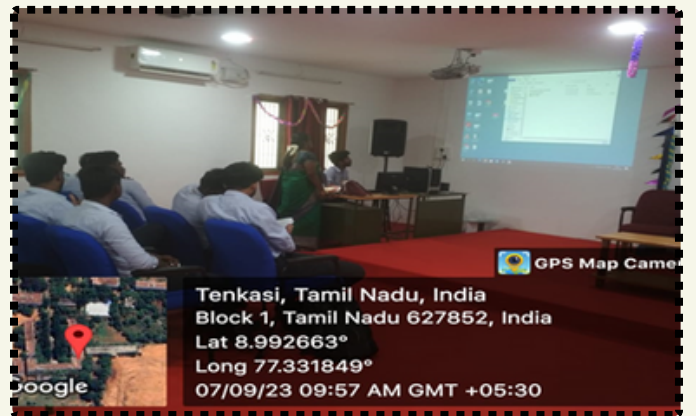 GPS Map Came
Tenkasi, Tamil Nadu, India
Block 1, Tamil Nadu 627852, India
Lat 8.992663°
Long 77.331849°
07/09/23 09:57 AM GMT +05:30
Google